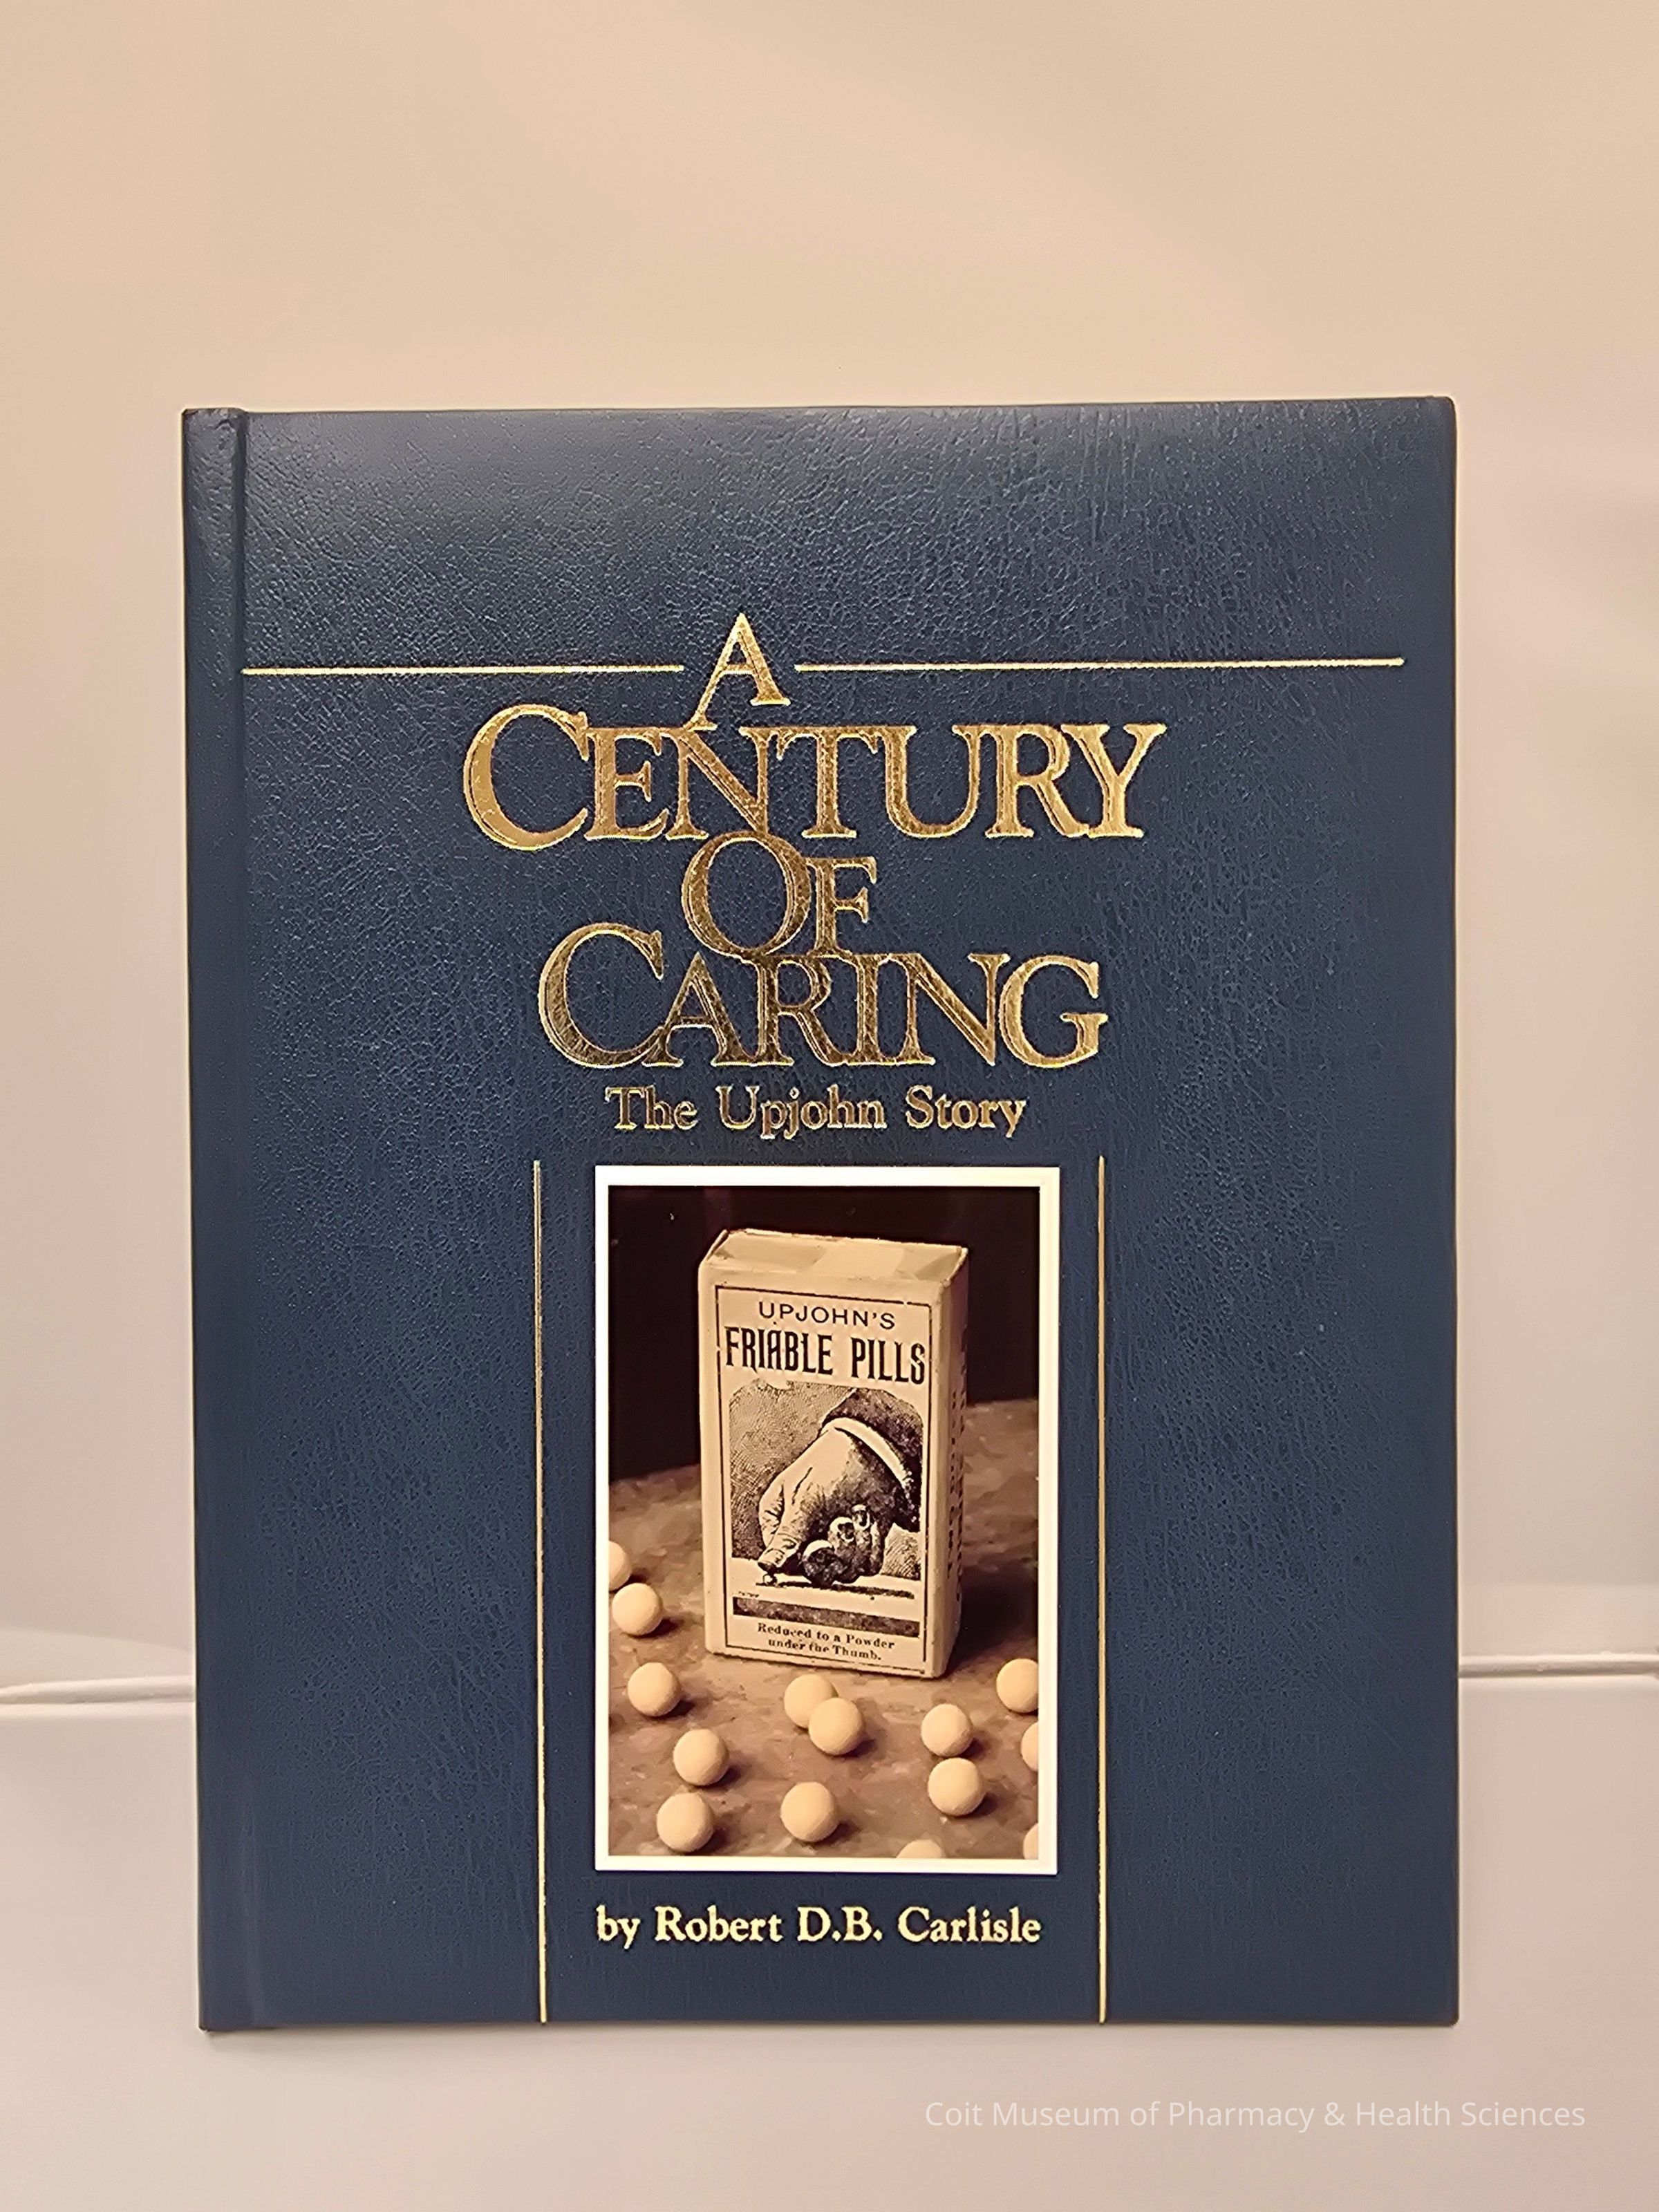 A
CENTURY
OF
CARING
The Upjohn Story
UPJOHN'S
FRIABLE PILLS
Reduced to a Powder
under the Thumb.
by Robert D.B. Carlisle
Coit Museum of Pharmacy & Health Sciences